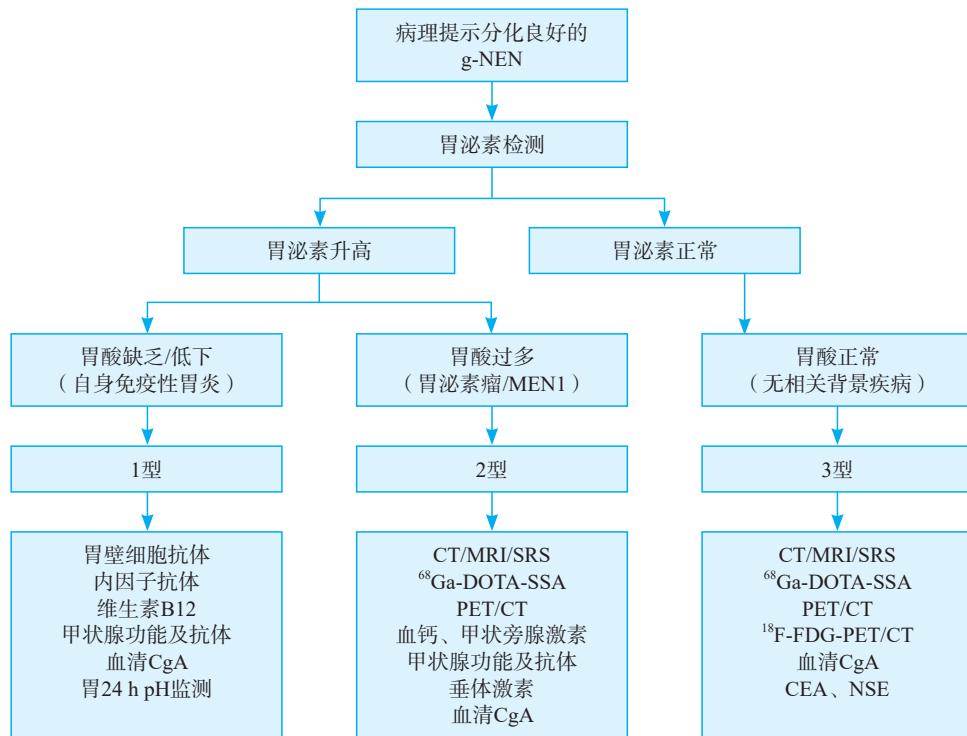 病理提示分化良好的
g-NEN
胃泌素检测
胃泌素升高
胃泌素正常
胃酸缺乏/低下
（自身免疫性胃炎）
胃酸过多
（胃泌素瘤/MEN1）
胃酸正常
（无相关背景疾病）
1型
2型
3型
胃壁细胞抗体
内因子抗体
维生素B12
甲状腺功能及抗体
血清CgA
胃24 h pH监测
CT/MRI/SRS
⁶⁸Ga-DOTA-SSA
PET/CT
血钙、甲状旁腺激素
甲状腺功能及抗体
垂体激素
血清CgA
CT/MRI/SRS
⁶⁸Ga-DOTA-SSA
PET/CT
¹⁸F-FDG-PET/CT
血清CgA
CEA、NSE